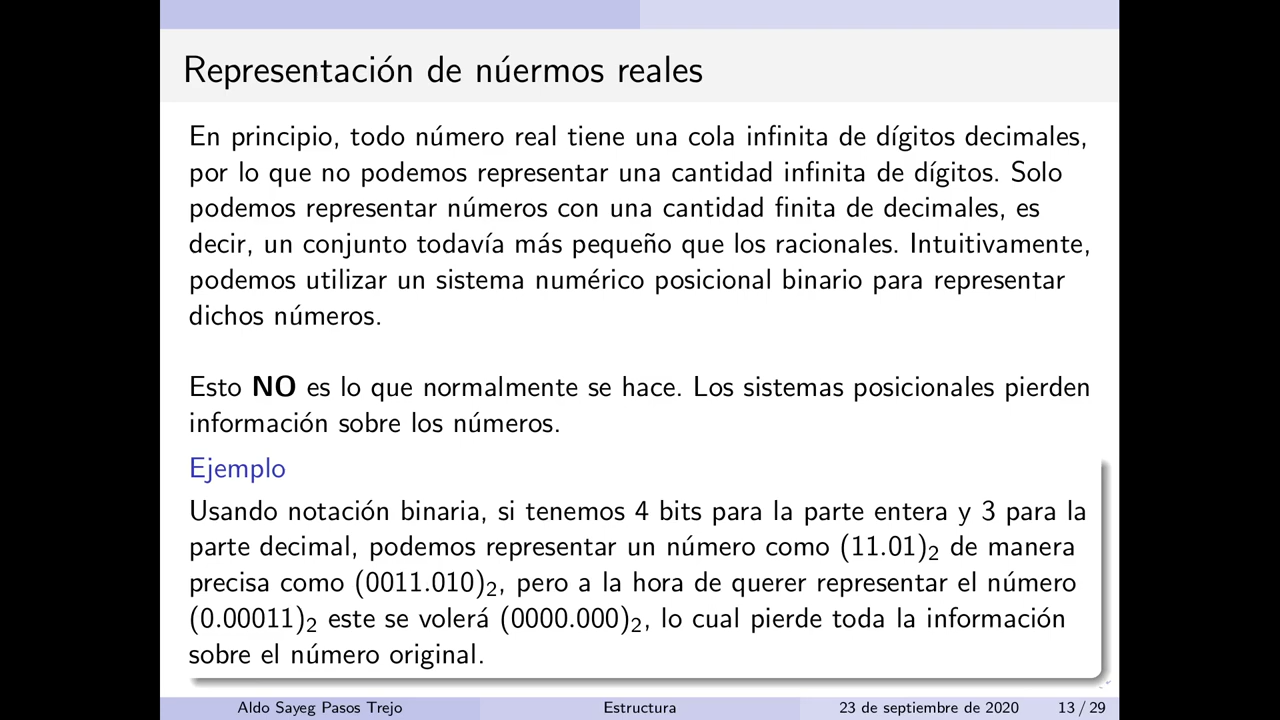 Representación de núermos reales
En principio, todo número real tiene una cola infinita de dígitos decimales,
por lo que no podemos representar una cantidad infinita de dígitos. Solo
podemos representar números con una cantidad finita de decimales, es
decir, un conjunto todavía más pequeño que los racionales. Intuitivamente,
podemos utilizar un sistema numérico posicional binario para representar
dichos números.
Esto NO es lo que normalmente se hace. Los sistemas posicionales pierden
información sobre los números.
Ejemplo
Usando notación binaria, si tenemos 4 bits para la parte entera y 3 para la
parte decimal, podemos representar un número como (11.01)₂ de manera
precisa como (0011.010)₂, pero a la hora de querer representar el número
(0.00011)₂ este se volerá (0000.000)₂, lo cual pierde toda la información
sobre el número original.
Aldo Sayeg Pasos Trejo Estructura 23 de septiembre de 2020 13 / 29